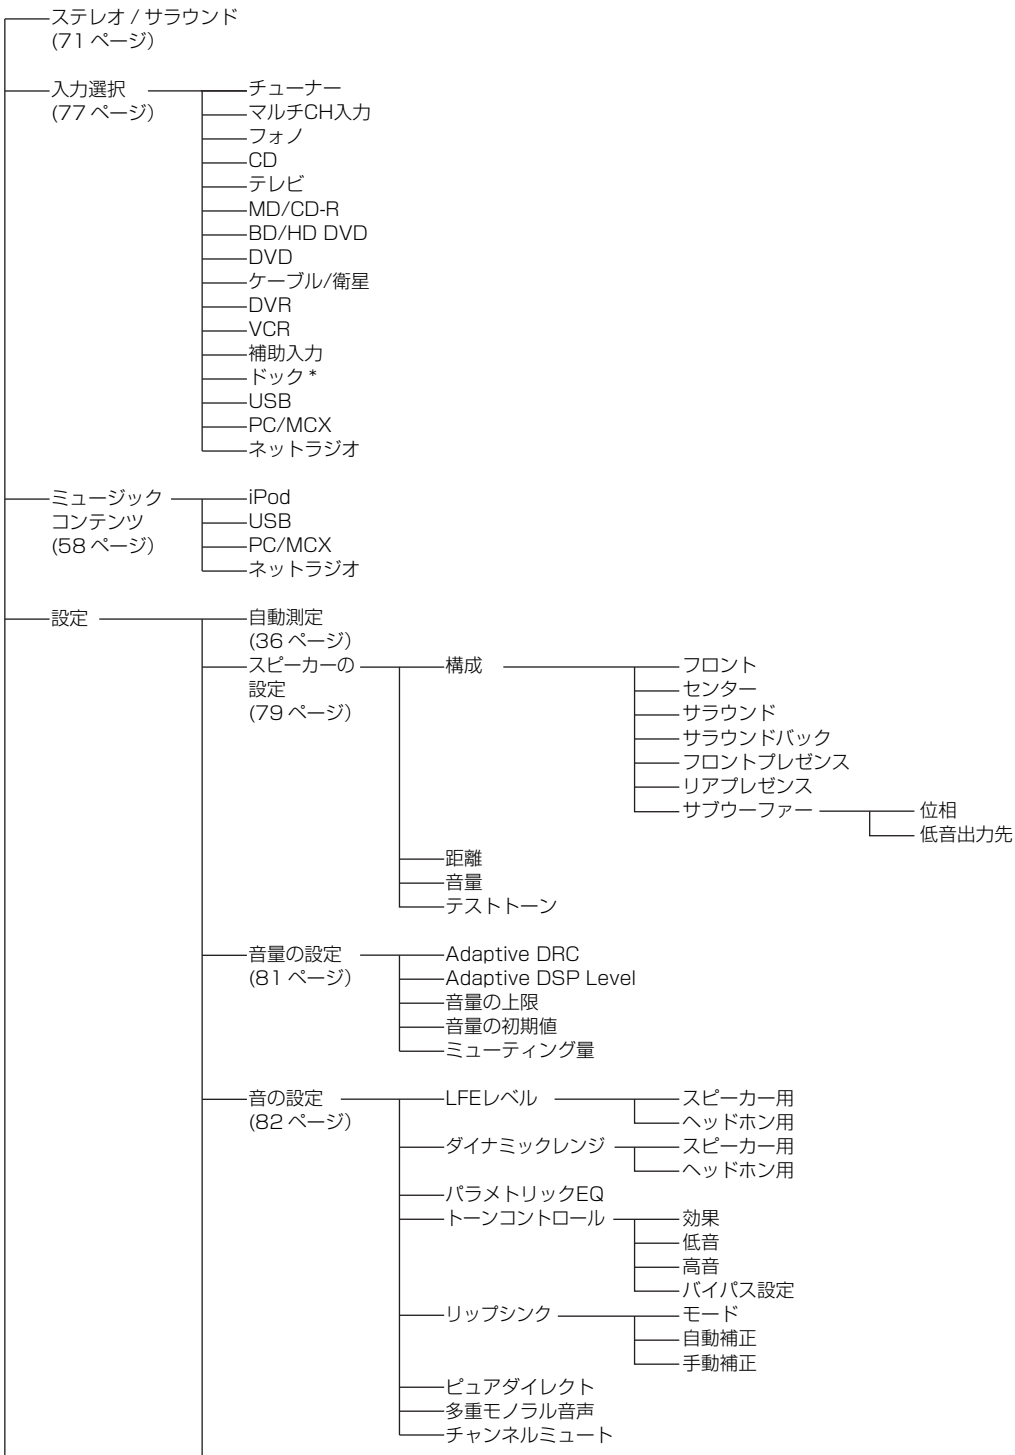 ステレオ / サラウンド
(71 ページ)
入力選択
(77 ページ)
チューナー
マルチCH入力
フォノ
CD
テレビ
MD/CD-R
BD/HD DVD
DVD
ケーブル/衛星
DVR
VCR
補助入力
ドック *
USB
PC/MCX
ネットラジオ
ミュージック
コンテンツ
(58 ページ)
iPod
USB
PC/MCX
ネットラジオ
設定
自動測定
(36 ページ)
スピーカーの
設定
(79 ページ)
構成
フロント
センター
サラウンド
サラウンドバック
フロントプレゼンス
リアプレゼンス
サブウーファー
位相
低音出力先
距離
音量
テストトーン
音量の設定
(81 ページ)
Adaptive DRC
Adaptive DSP Level
音量の上限
音量の初期値
ミューティング量
音の設定
(82 ページ)
LFEレベル
スピーカー用
ヘッドホン用
ダイナミックレンジ
スピーカー用
ヘッドホン用
パラメトリックEQ
トーンコントロール
効果
低音
高音
バイパス設定
リップシンク
モード
自動補正
手動補正
ピュアダイレクト
多重モノラル音声
チャンネルミュート